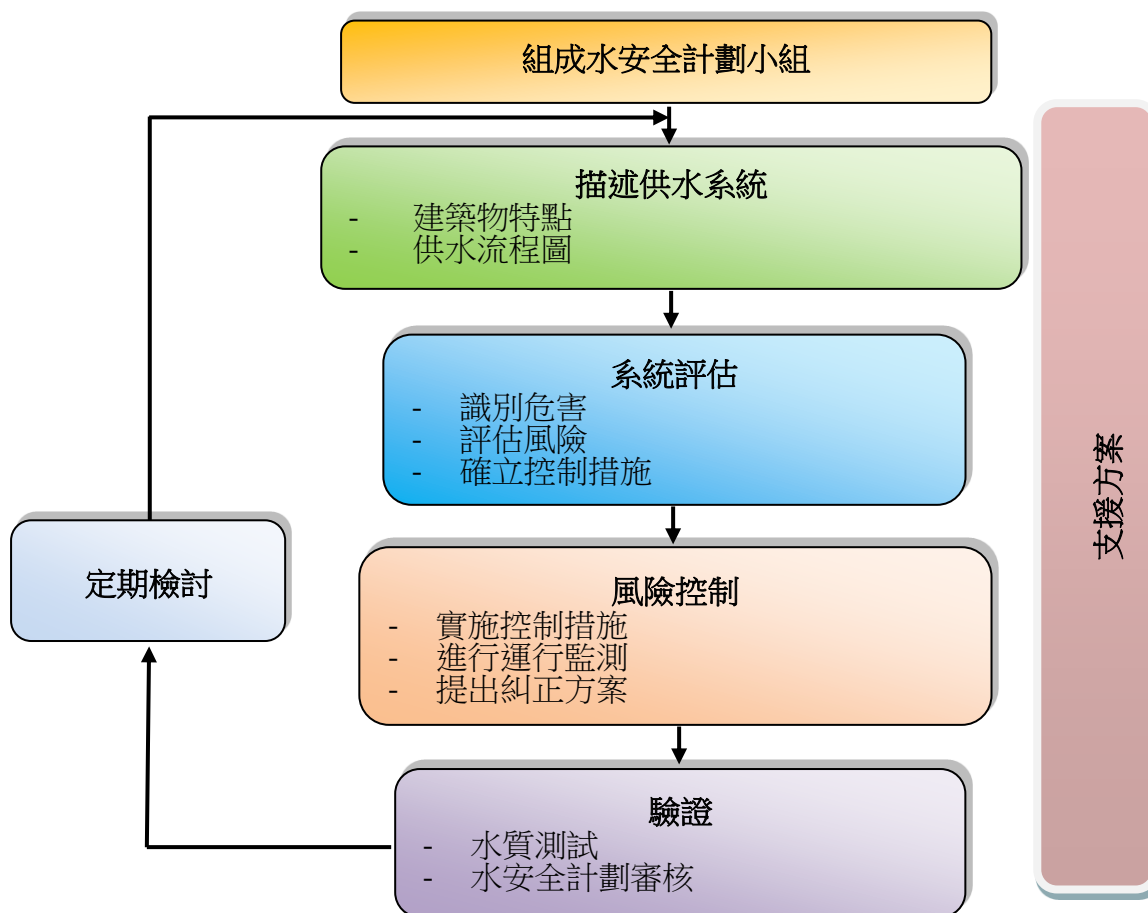 組成水安全計劃小組
描述供水系統
- 建築物特點
- 供水流程圖
系統評估
- 識別危害
- 評估風險
- 確立控制措施
風險控制
- 實施控制措施
- 進行運行監測
- 提出糾正方案
驗證
- 水質測試
- 水安全計劃審核
定期檢討
支援方案